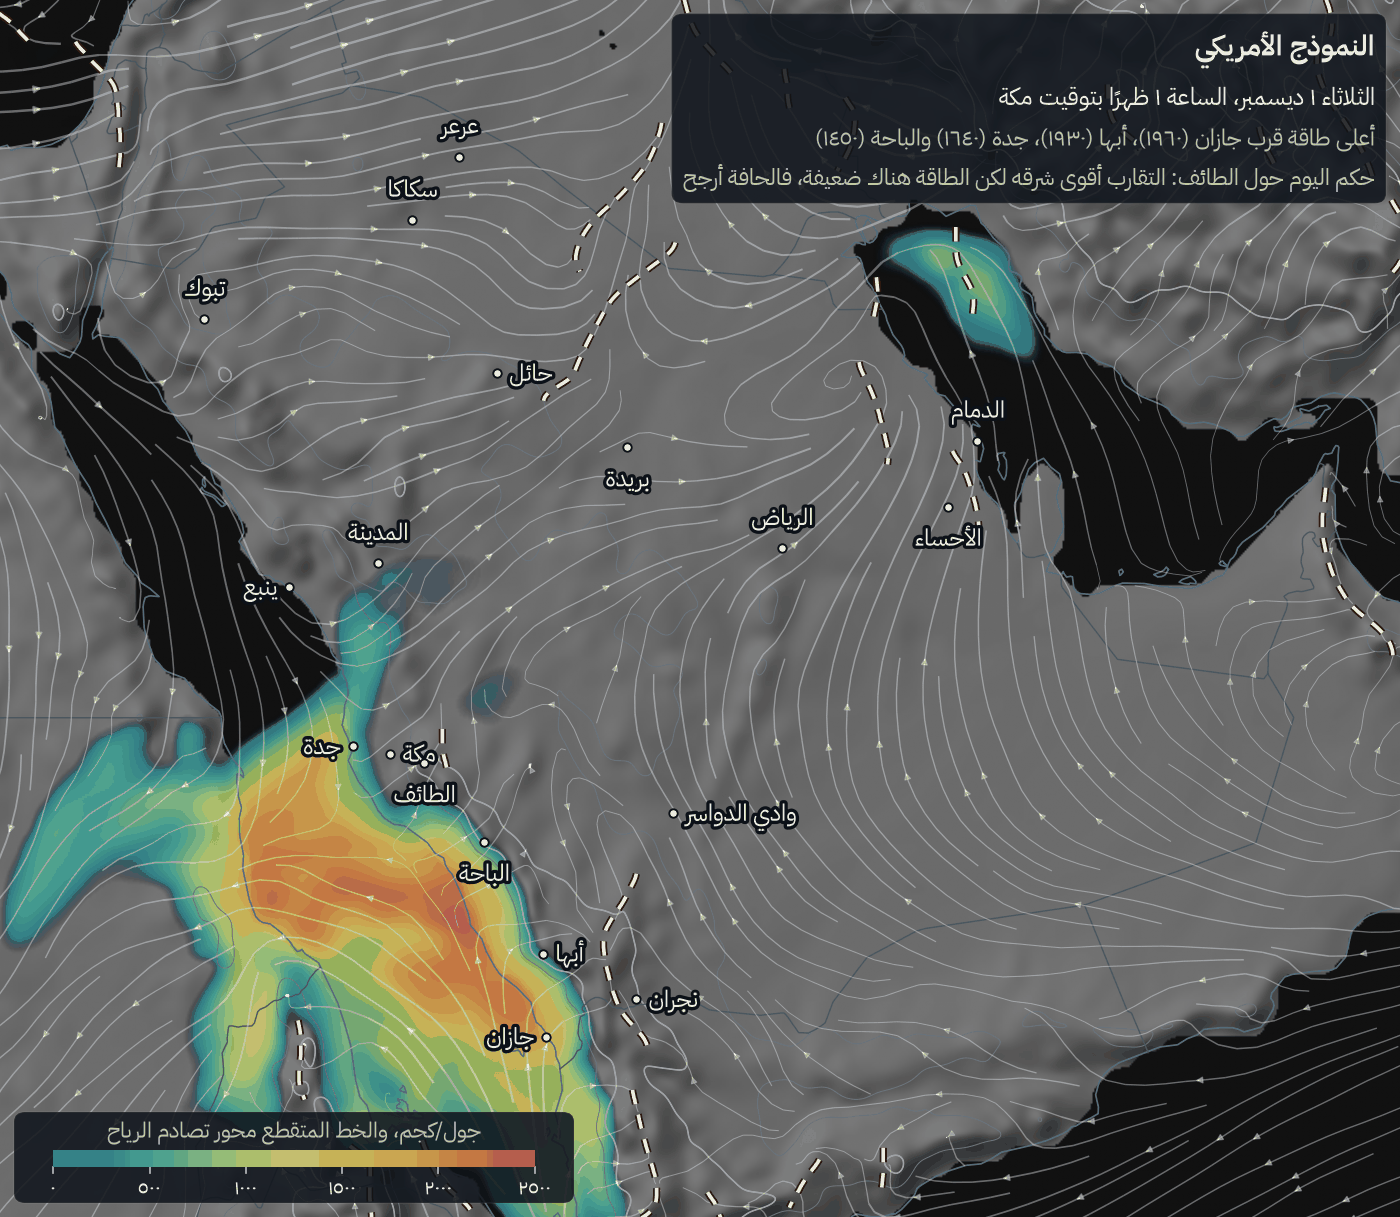 النموذج الأمريكي
الثلاثاء ١ ديسمبر، الساعة ١ ظهرًا بتوقيت مكة
أعلى طاقة قرب جازان (١٩٦٠)، أبها (١٩٣٠)، جدة (١٦٤٠) والباحة (١٤٥٠)
حكم اليوم حول الطائف: التقارب أقوى شرقه لكن الطاقة هناك ضعيفة، فالحافة أرجح
عرعر
سكاكا
تبوك
حائل
الدمام
بريدة
الرياض
الأحساء
المدينة
ينبع
جدة
مكة
الطائف
وادي الدواسر
الباحة
أبها
نجران
جازان
جول/كجم، والخط المتقطع محور تصادم الرياح
٠ ٥٠٠ ١٠٠٠ ١٥٠٠ ٢٠٠٠ ٢٥٠٠